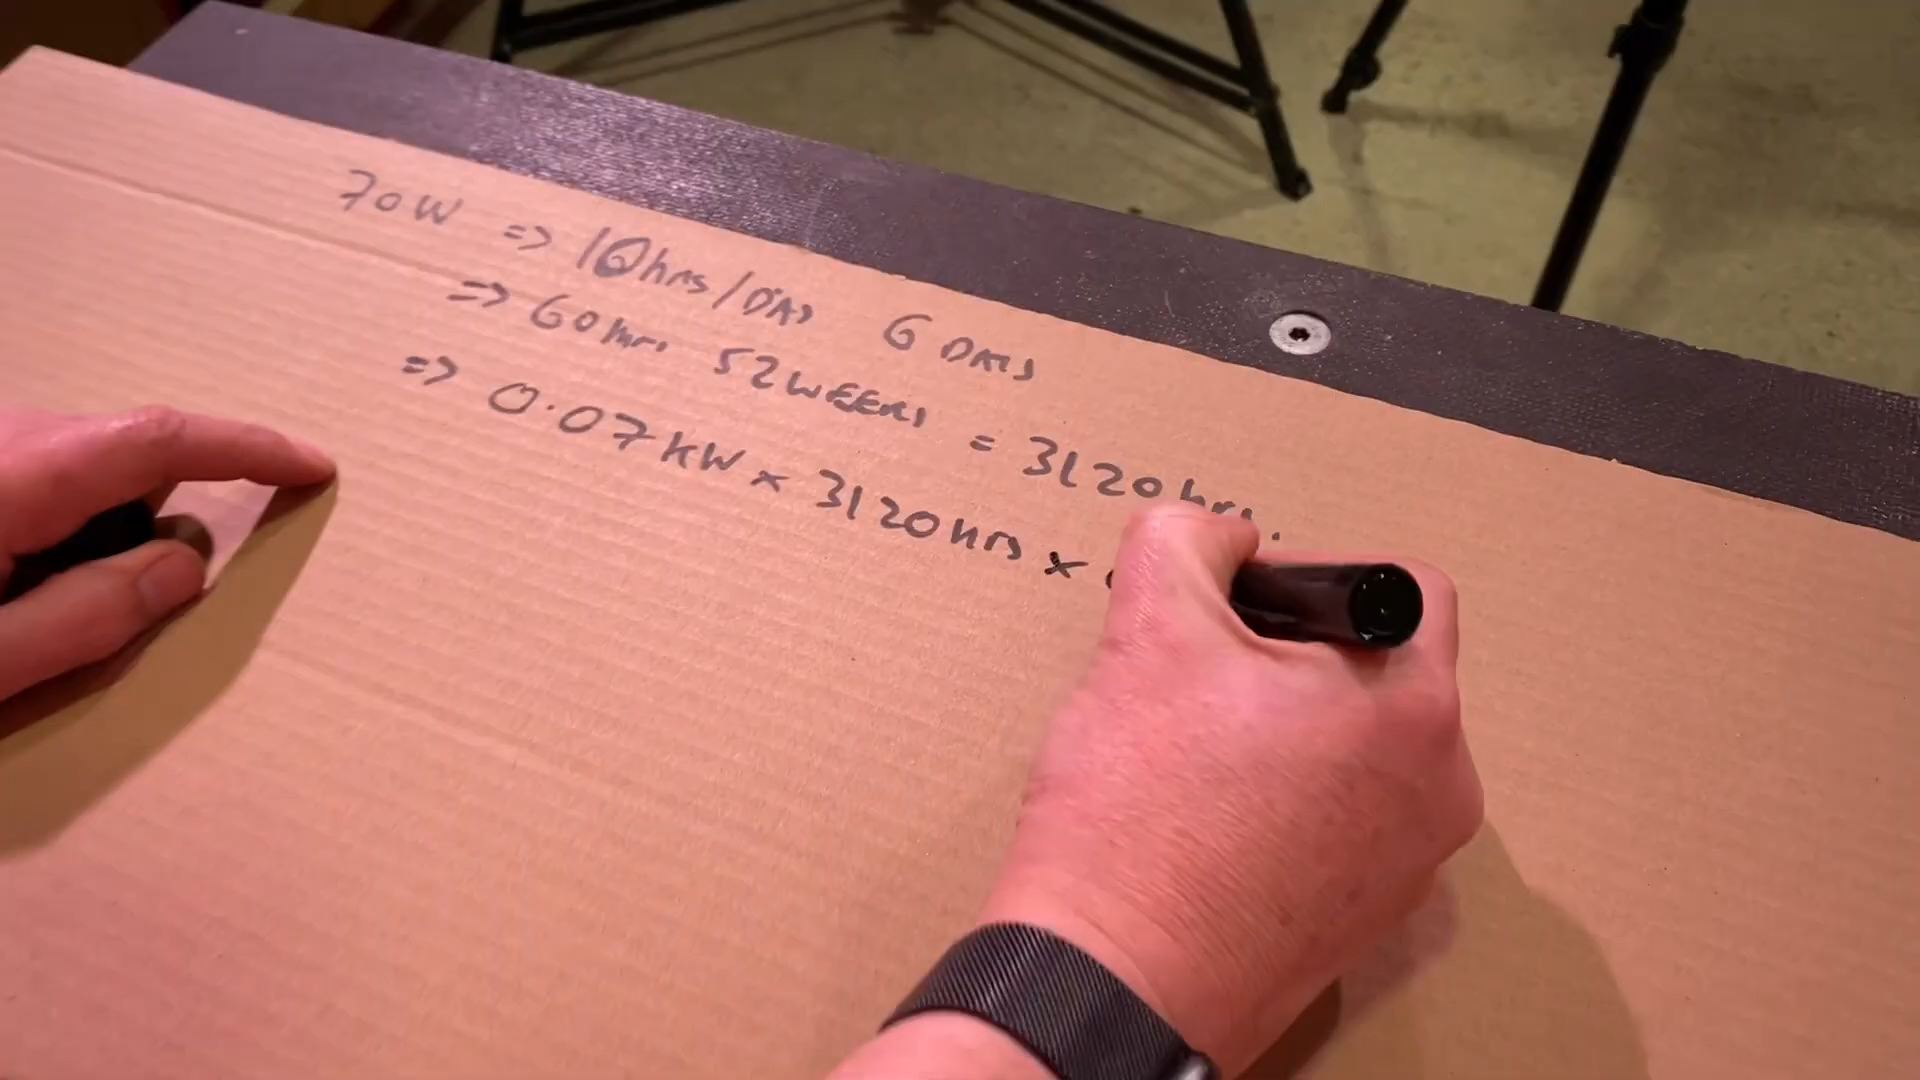 70W => 10hrs/DAY 6 DAYS
=> 60hrs 52WEEKS = 3120hrs.
=> 0.07KW x 3120hrs x